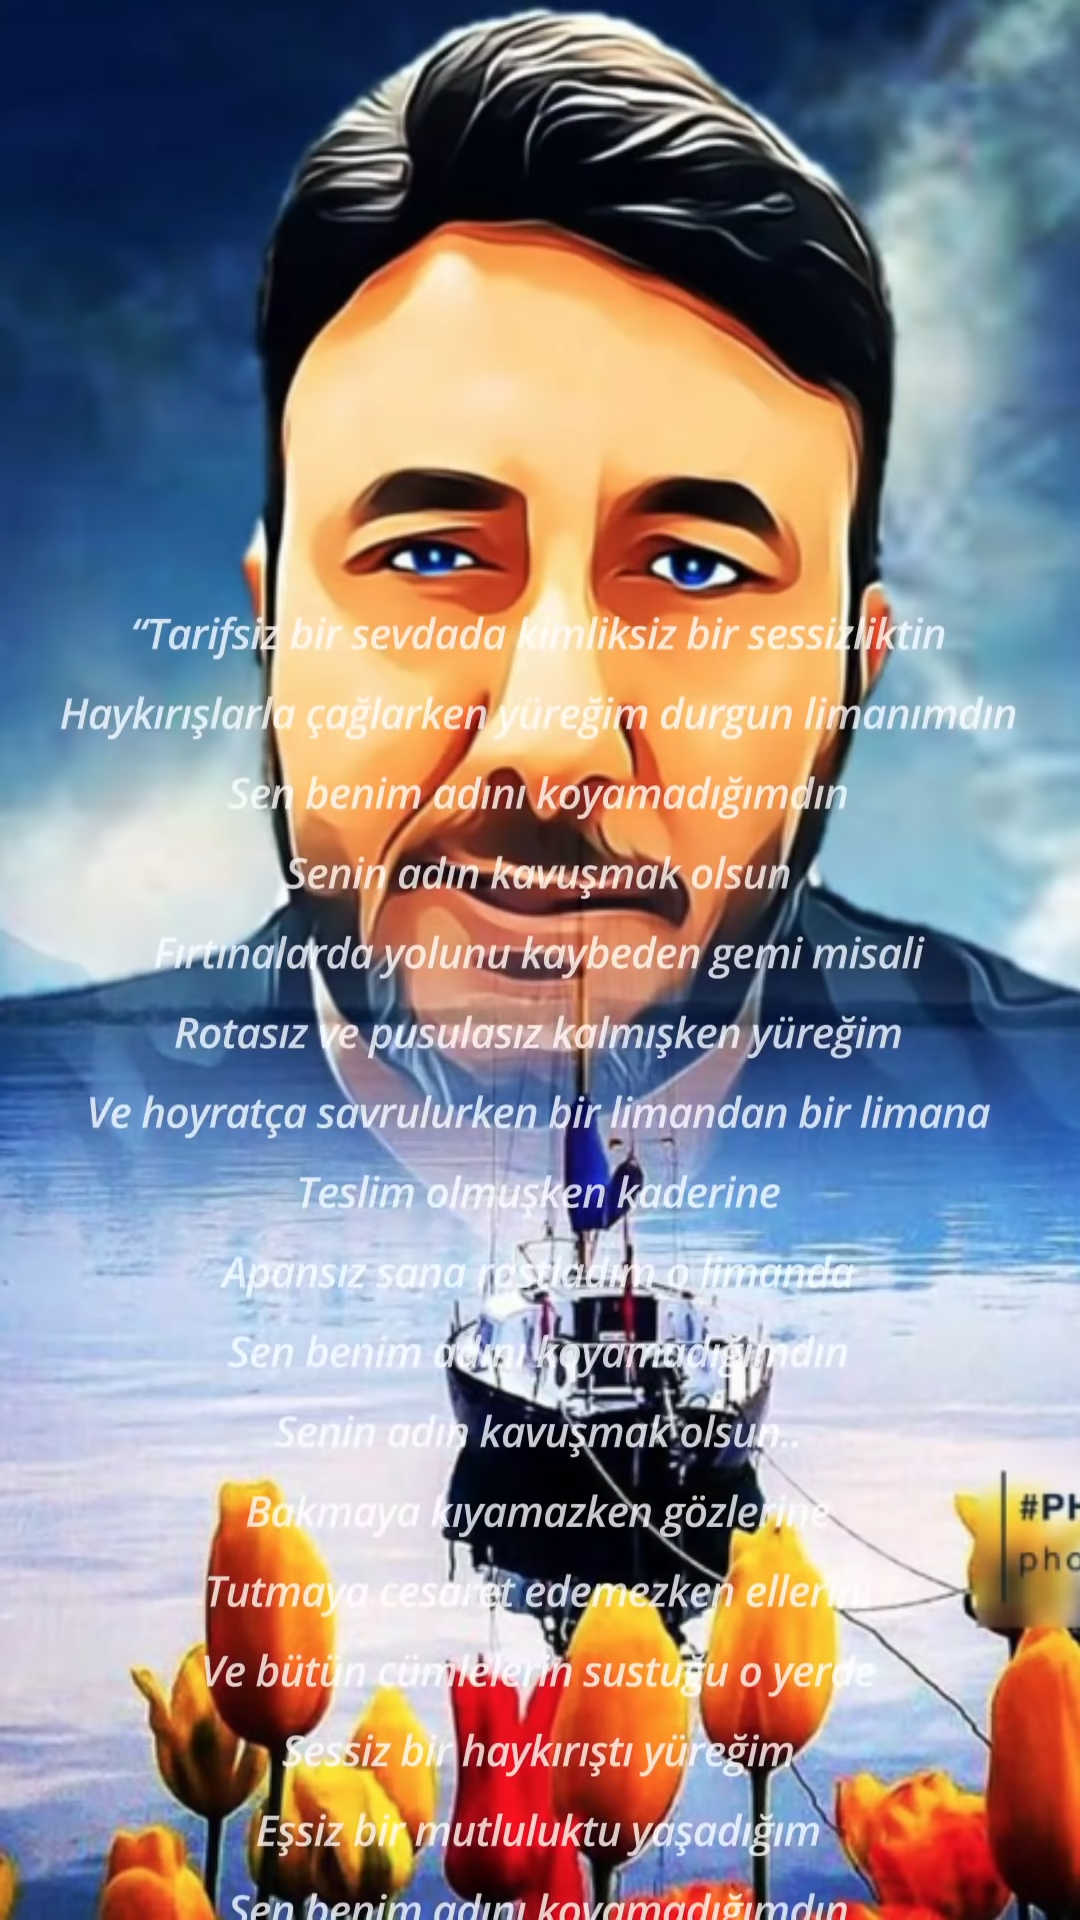 “Tarifsiz bir sevdada kimliksiz bir sessizliktin
Haykırışlarla çağlarken yüreğim durgun limanımdın
Sen benim adını koyamadığımdın
Senin adın kavuşmak olsun
Fırtınalarda yolunu kaybeden gemi misali
Rotasız ve pusulasız kalmışken yüreğim
Ve hoyratça savrulurken bir limandan bir limana
Teslim olmuşken kaderine
Apansız sana rastladım o limanda
Sen benim adını koyamadığımdın
Senin adın kavuşmak olsun..
Bakmaya kıyamazken gözlerine
Tutmaya cesaret edemezken ellerini
Ve bütün cümlelerin sustuğu o yerde
Sessiz bir haykırıştı yüreğim
Eşsiz bir mutluluktu yaşadığım
Sen benim adını koyamadığımdın
#PH
pho